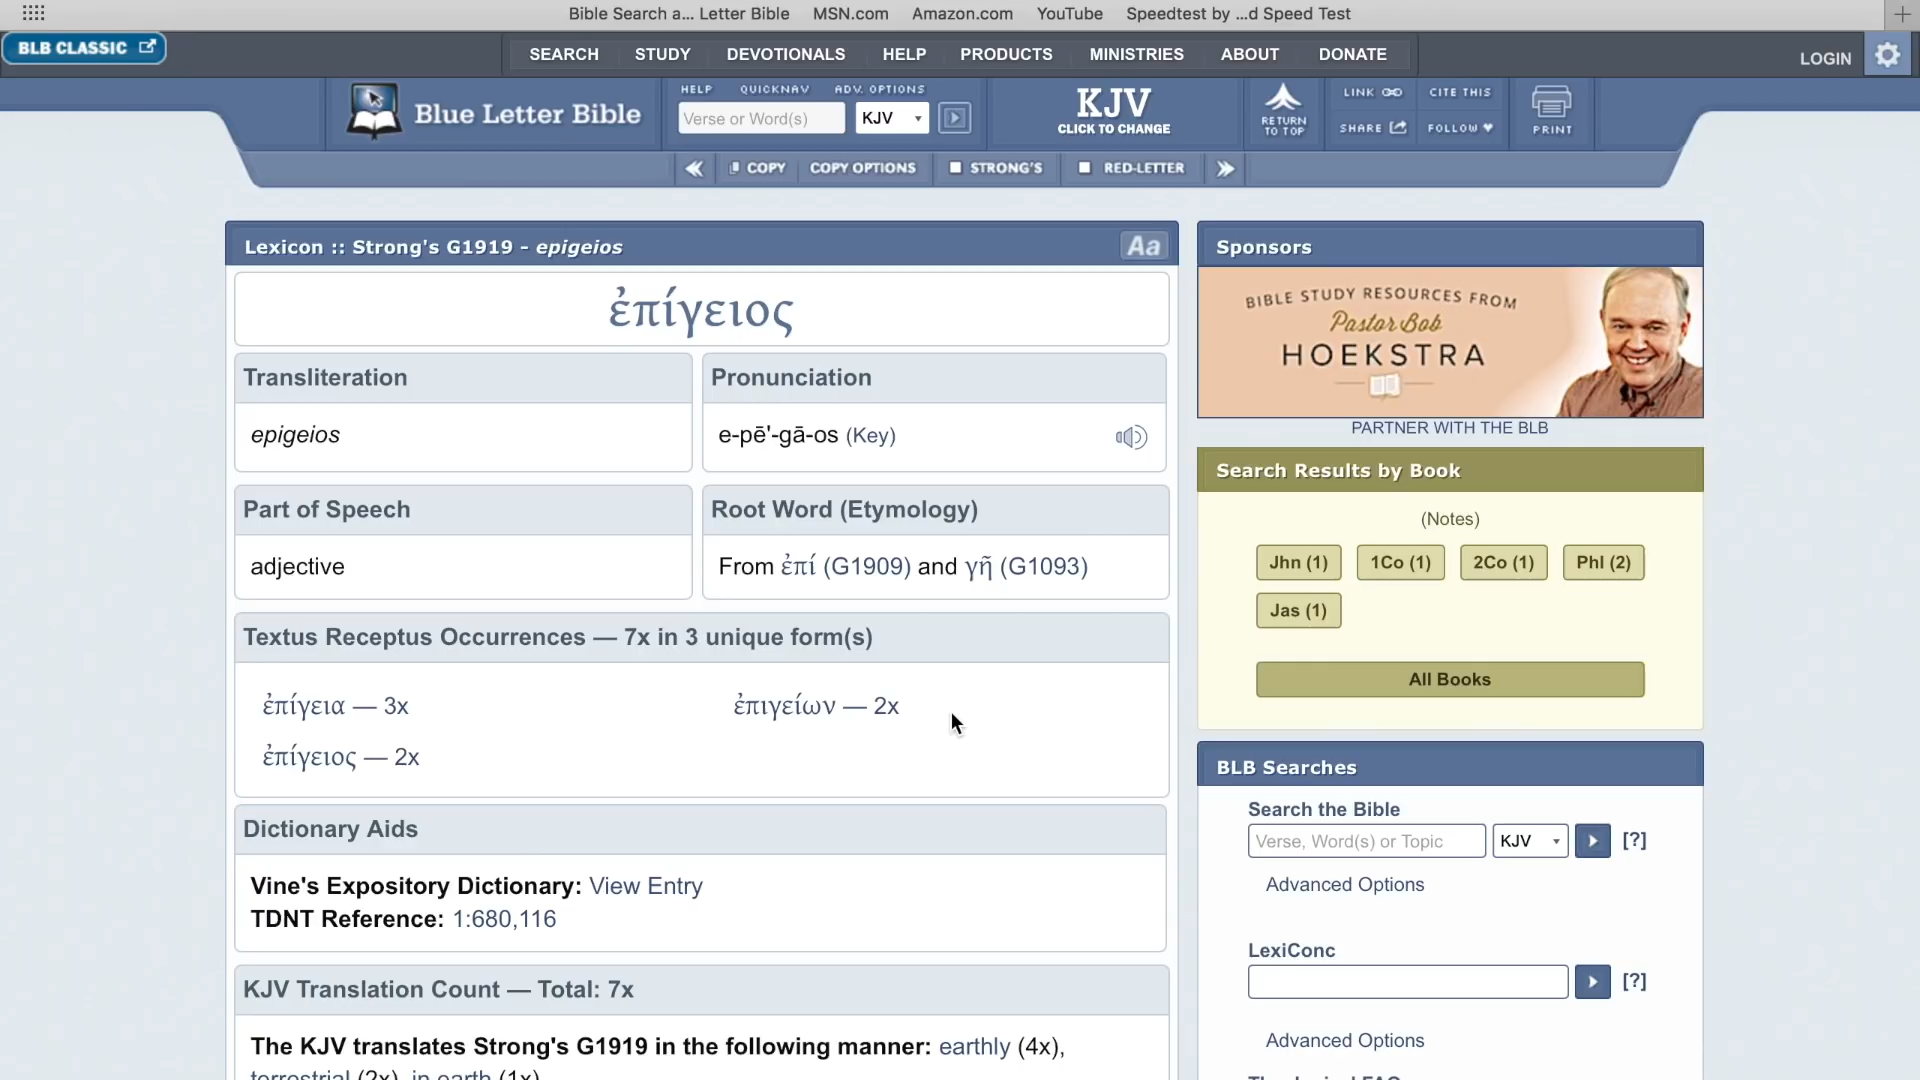 Bible Search a... Letter Bible MSN.com Amazon.com YouTube Speedtest by ...d Speed Test
BLB CLASSIC
SEARCH STUDY DEVOTIONALS HELP PRODUCTS MINISTRIES ABOUT DONATE
LOGIN
Blue Letter Bible
HELP QUICKNAV ADV. OPTIONS
Verse or Word(s) KJV
KJV
CLICK TO CHANGE
RETURN
TO TOP
LINK CITE THIS
SHARE FOLLOW
PRINT
COPY COPY OPTIONS STRONG'S RED-LETTER
Lexicon :: Strong's G1919 - epigeios
Aa
ἐπίγειος
Transliteration
epigeios
Pronunciation
e-pē'-gā-os (Key)
Part of Speech
adjective
Root Word (Etymology)
From ἐπί (G1909) and γῆ (G1093)
Textus Receptus Occurrences — 7x in 3 unique form(s)
ἐπίγεια — 3x ἐπιγείων — 2x
ἐπίγειος — 2x
Dictionary Aids
Vine's Expository Dictionary: View Entry
TDNT Reference: 1:680,116
KJV Translation Count — Total: 7x
The KJV translates Strong's G1919 in the following manner: earthly (4x),
terrestrial (2x), in earth (1x)
Sponsors
BIBLE STUDY RESOURCES FROM
Pastor Bob
HOEKSTRA
PARTNER WITH THE BLB
Search Results by Book
(Notes)
Jhn (1) 1Co (1) 2Co (1) Phl (2)
Jas (1)
All Books
BLB Searches
Search the Bible
Verse, Word(s) or Topic KJV [?]
Advanced Options
LexiConc
[?]
Advanced Options